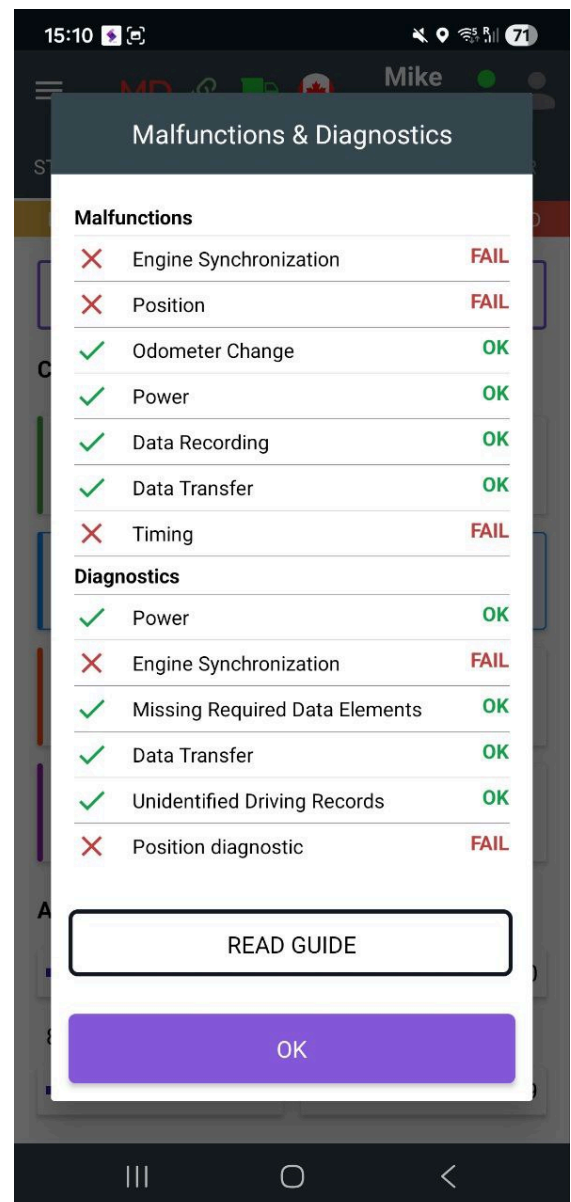 15:10 71
MD Mike
Malfunctions & Diagnostics
Malfunctions
Engine Synchronization FAIL
Position FAIL
Odometer Change OK
Power OK
Data Recording OK
Data Transfer OK
Timing FAIL
Diagnostics
Power OK
Engine Synchronization FAIL
Missing Required Data Elements OK
Data Transfer OK
Unidentified Driving Records OK
Position diagnostic FAIL
READ GUIDE
OK